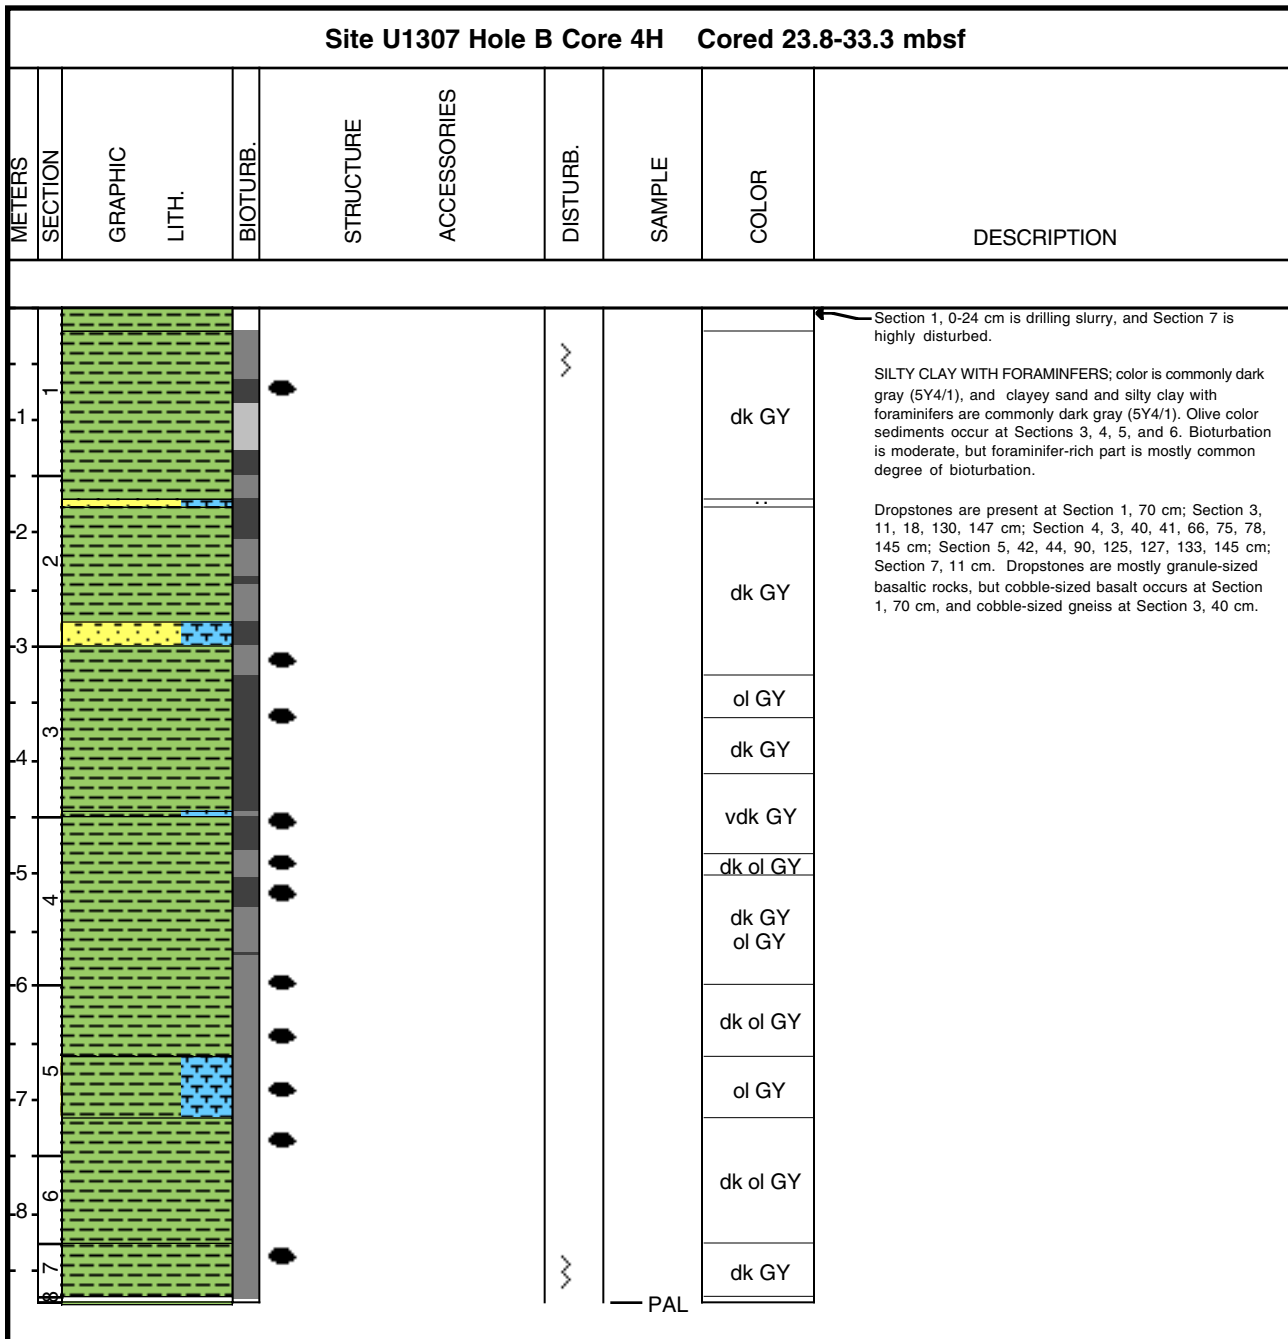 Site U1307 Hole B Core 4H Cored 23.8-33.3 mbsf
METERS
SECTION
GRAPHIC
LITH.
BIOTURB.
STRUCTURE
ACCESSORIES
DISTURB.
SAMPLE
COLOR
DESCRIPTION
Section 1, 0-24 cm is drilling slurry, and Section 7 is
highly disturbed.
SILTY CLAY WITH FORAMINFERS; color is commonly dark
gray (5Y4/1), and clayey sand and silty clay with
foraminifers are commonly dark gray (5Y4/1). Olive color
sediments occur at Sections 3, 4, 5, and 6. Bioturbation
is moderate, but foraminifer-rich part is mostly common
degree of bioturbation.
Dropstones are present at Section 1, 70 cm; Section 3,
11, 18, 130, 147 cm; Section 4, 3, 40, 41, 66, 75, 78,
145 cm; Section 5, 42, 44, 90, 125, 127, 133, 145 cm;
Section 7, 11 cm. Dropstones are mostly granule-sized
basaltic rocks, but cobble-sized basalt occurs at Section
1, 70 cm, and cobble-sized gneiss at Section 3, 40 cm.
1
2
3
4
5
6
7
8
1
2
3
4
5
6
7
8
dk GY
dk GY
ol GY
dk GY
vdk GY
dk ol GY
dk GY
ol GY
dk ol GY
ol GY
dk ol GY
dk GY
PAL